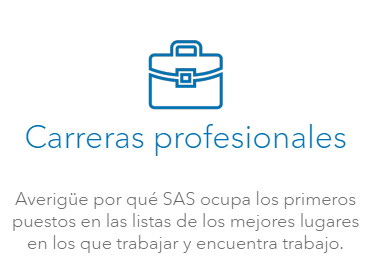 Carreras profesionales
Averigüe por qué SAS ocupa los primeros
puestos en las listas de los mejores lugares
en los que trabajar y encuentra trabajo.